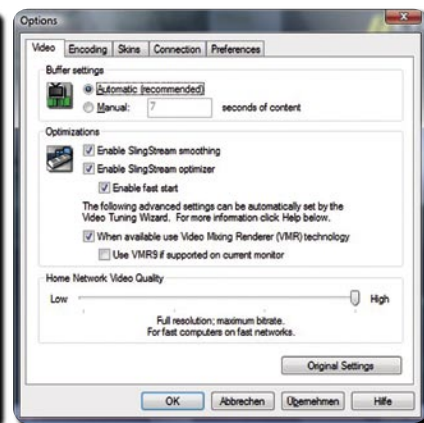 Options
Video Encoding Skins Connection Preferences
Buffer settings
Automatic (recommended)
Manual: 7 seconds of content
Optimizations
Enable SlingStream smoothing
Enable SlingStream optimizer
Enable fast start
The following advanced settings can be automatically set by the
Video Tuning Wizard. For more information click Help below.
When available use Video Mixing Renderer (VMR) technology
Use VMR9 if supported on current monitor
Home Network Video Quality
Low High
Full resolution; maximum bitrate.
For fast computers on fast networks.
Original Settings
OK Abbrechen Übernehmen Hilfe